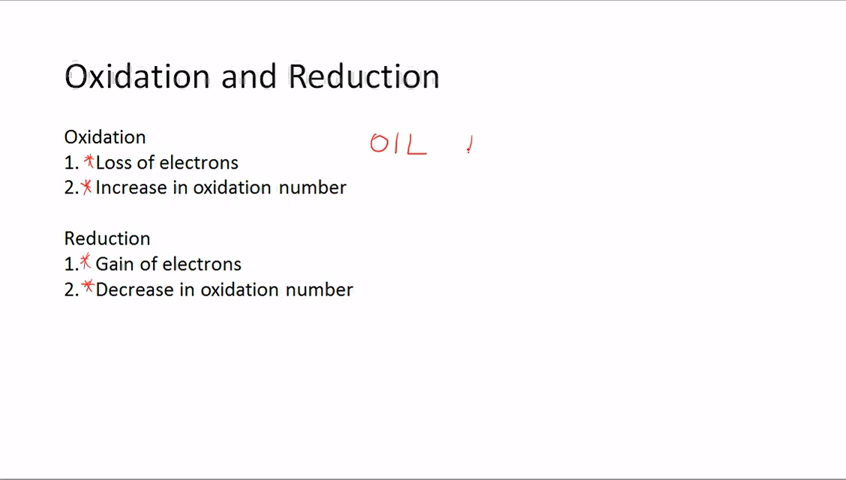 Oxidation and Reduction
Oxidation
OIL
1. *Loss of electrons
2. *Increase in oxidation number
Reduction
1.* Gain of electrons
2. *Decrease in oxidation number